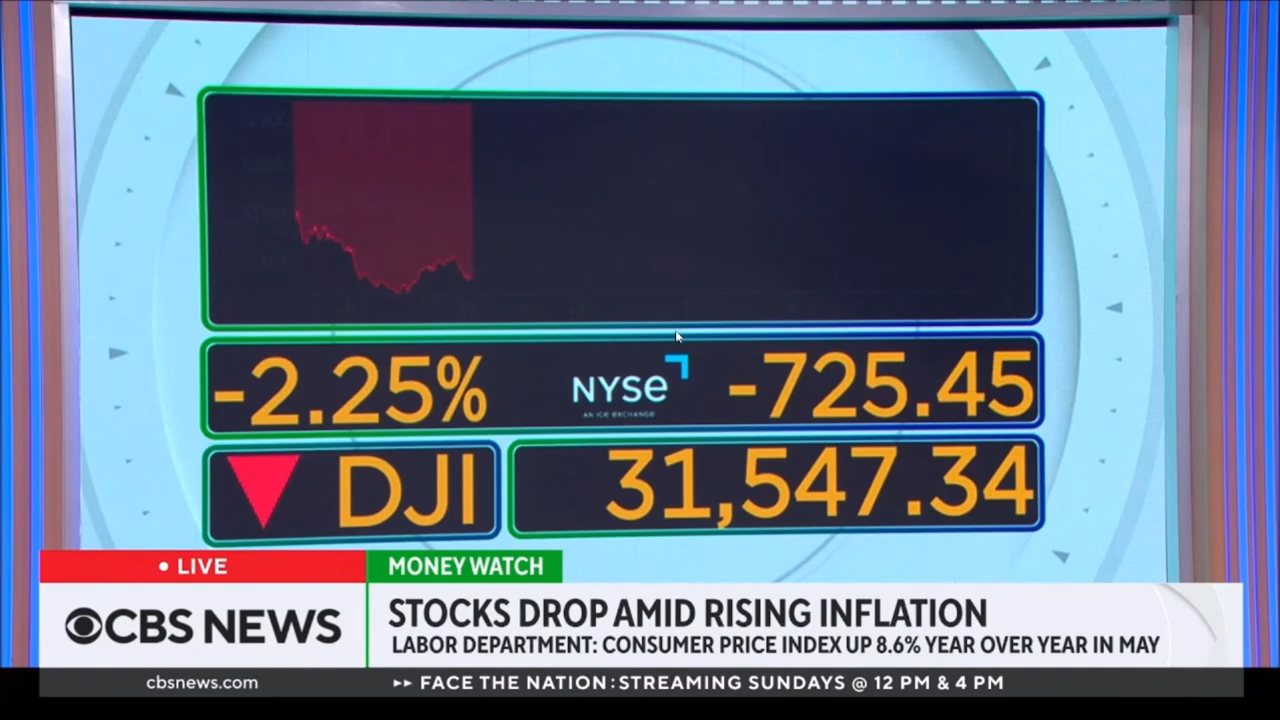 -2.25%
NYSE
AN ICE EXCHANGE
-725.45
DJI
31,547.34
• LIVE
MONEY WATCH
CBS NEWS
STOCKS DROP AMID RISING INFLATION
LABOR DEPARTMENT: CONSUMER PRICE INDEX UP 8.6% YEAR OVER YEAR IN MAY
cbsnews.com
FACE THE NATION : STREAMING SUNDAYS @ 12 PM & 4 PM